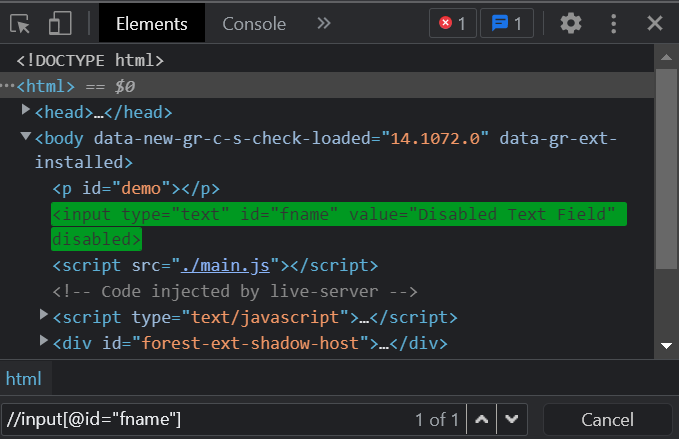 Elements Console » 1 1
<!DOCTYPE html>
···<html> == $0
<head>…</head>
<body data-new-gr-c-s-check-loaded="14.1072.0" data-gr-ext-
installed>
<p id="demo"></p>
<input type="text" id="fname" value="Disabled Text Field"
disabled>
<script src="./main.js"></script>
<!-- Code injected by live-server -->
<script type="text/javascript">…</script>
<div id="forest-ext-shadow-host">…</div>
html
//input[@id="fname"] 1 of 1 Cancel